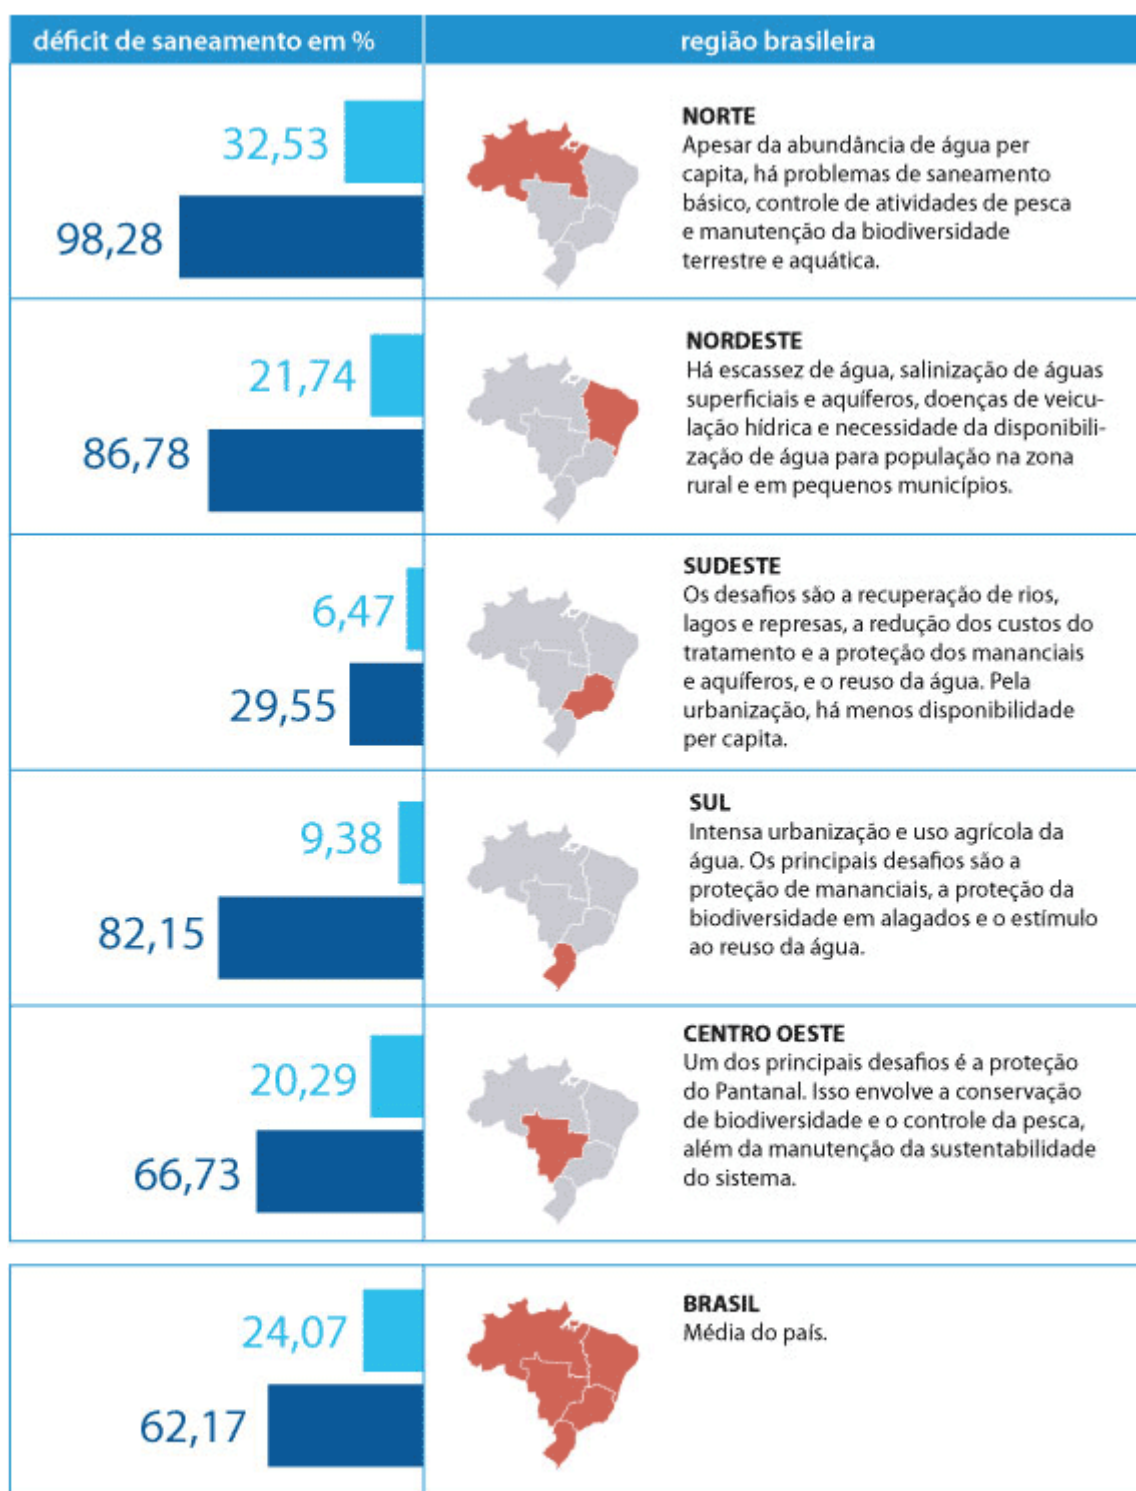 déficit de saneamento em %
região brasileira
32,53
98,28
NORTE
Apesar da abundância de água per
capita, há problemas de saneamento
básico, controle de atividades de pesca
e manutenção da biodiversidade
terrestre e aquática.
21,74
86,78
NORDESTE
Há escassez de água, salinização de águas
superficiais e aquíferos, doenças de veicu-
lação hídrica e necessidade da disponibili-
zação de água para população na zona
rural e em pequenos municípios.
6,47
29,55
SUDESTE
Os desafios são a recuperação de rios,
lagos e represas, a redução dos custos do
tratamento e a proteção dos mananciais
e aquíferos, e o reuso da água. Pela
urbanização, há menos disponibilidade
per capita.
9,38
82,15
SUL
Intensa urbanização e uso agrícola da
água. Os principais desafios são a
proteção de mananciais, a proteção da
biodiversidade em alagados e o estímulo
ao reuso da água.
20,29
66,73
CENTRO OESTE
Um dos principais desafios é a proteção
do Pantanal. Isso envolve a conservação
de biodiversidade e o controle da pesca,
além da manutenção da sustentabilidade
do sistema.
24,07
62,17
BRASIL
Média do país.